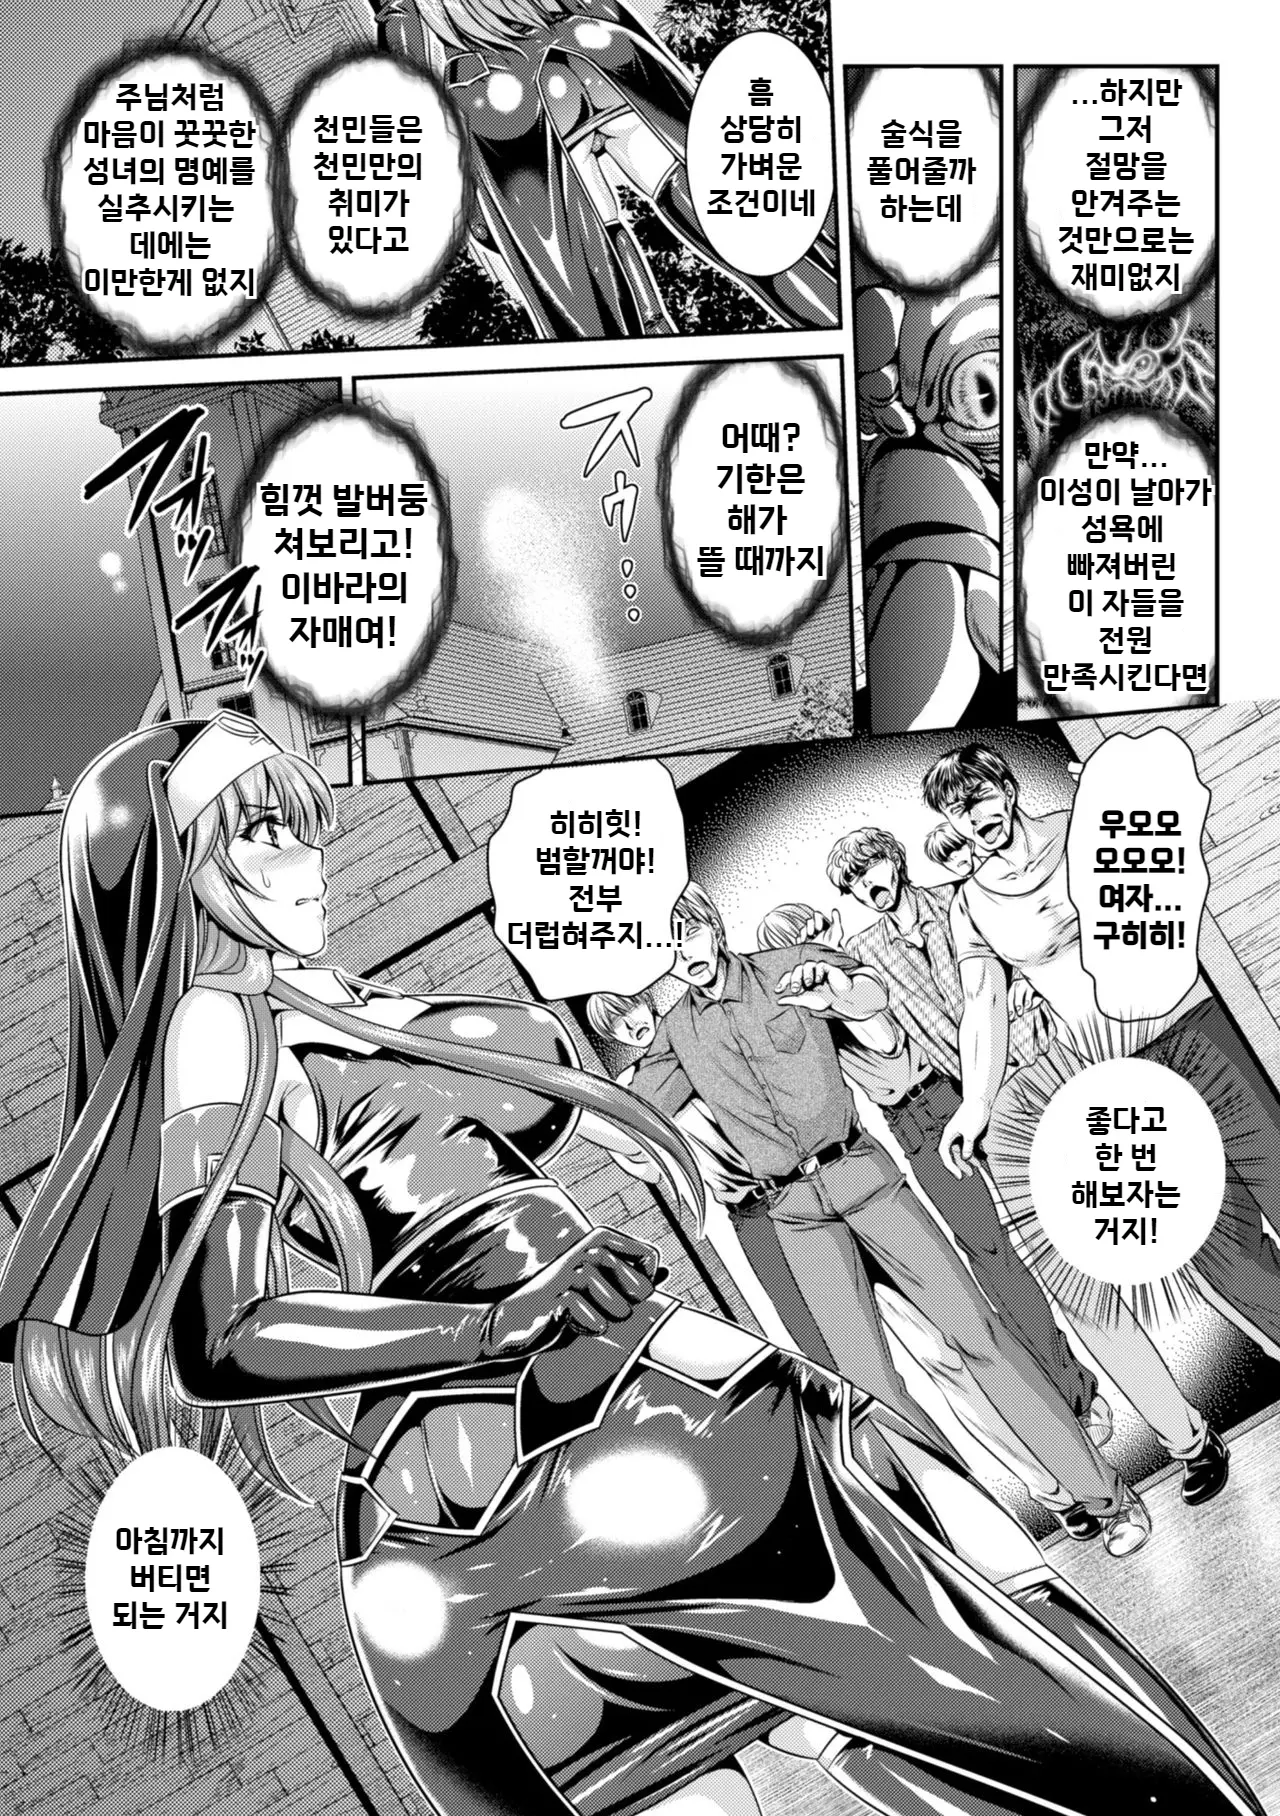 …하지만
그저
절망을
안겨주는
것만으로는
재미없지
만약…
이성이 날아가
성욕에
빠져버린
이 자들을
전원
만족시킨다면
술식을
풀어줄까
하는데
흠
상당히
가벼운
조건이네
천민들은
천민만의
취미가
있다고
주님처럼
마음이 꿋꿋한
성녀의 명예를
실추시키는
데에는
이만한게 없지
어때?
기한은
해가
뜰 때까지
スゥ…
힘껏 발버둥
쳐보리고!
이바라의
자매여!
ブオッ
ブオッ
우오오
오오오!
여자…
구히히!
히히힛!
범할꺼야!
전부
더럽혀주지…!
좋다고
한 번
해보자는
거지!
아침까지
버티면
되는 거지